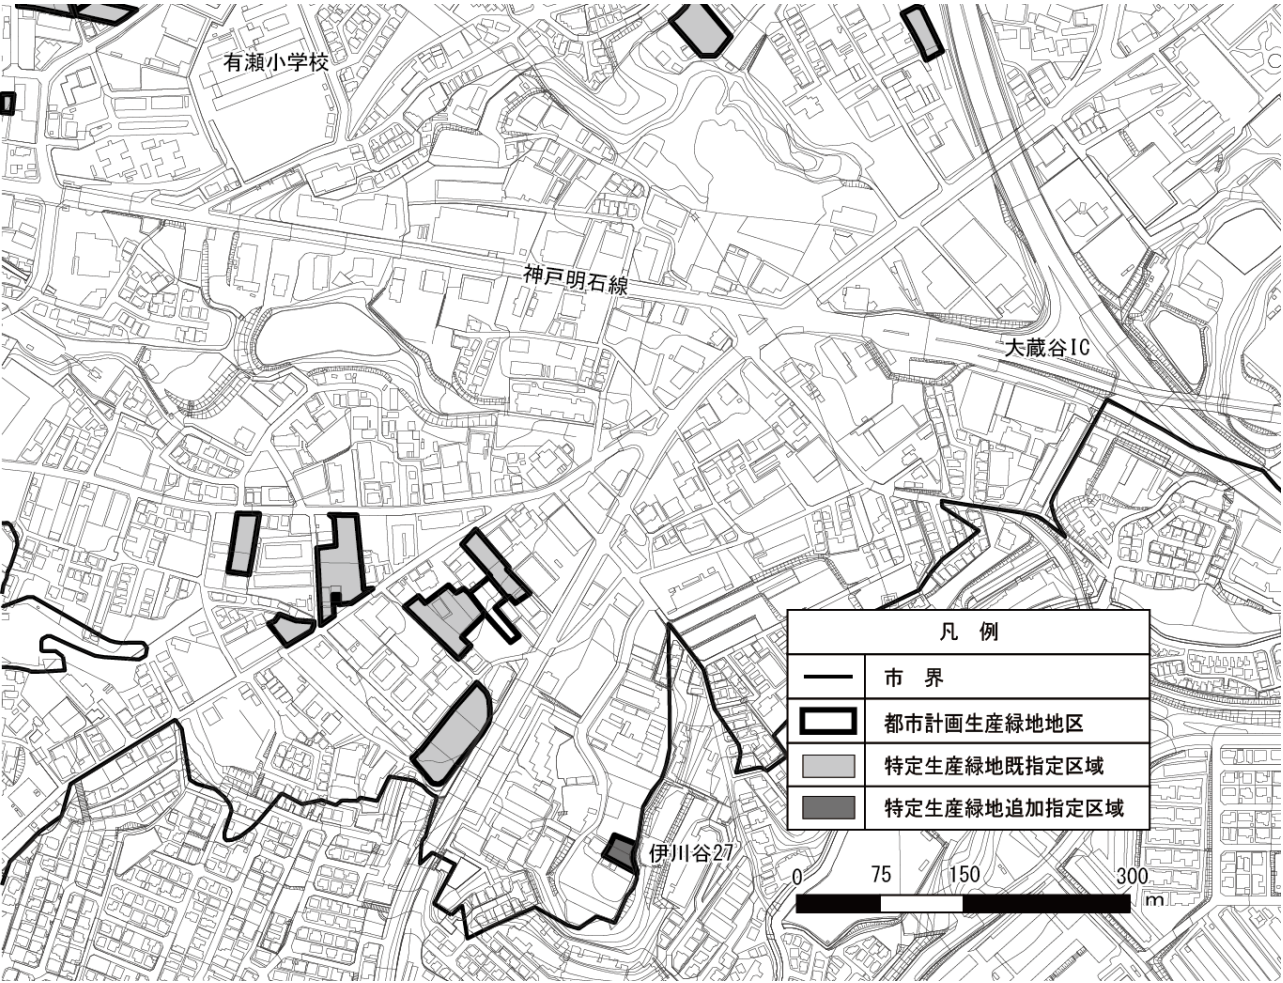 有瀬小学校
神戸明石線
大蔵谷IC
凡 例
市 界
都市計画生産緑地地区
特定生産緑地既指定区域
特定生産緑地追加指定区域
伊川谷27
0 75 150 300 m